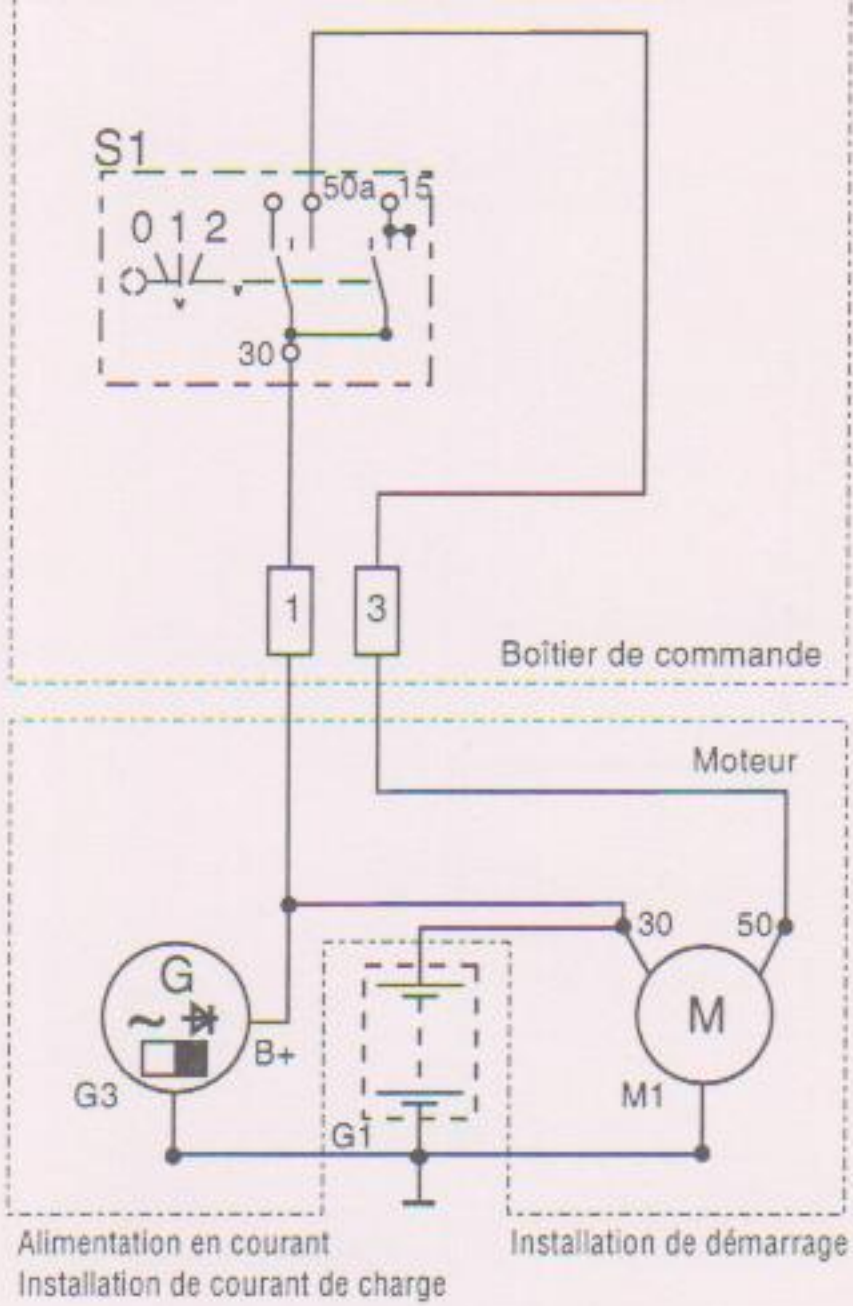 S1
50a 15
0 1 2
30
1 3
Boîtier de commande
Moteur
30 50
G
M
B+
G3
M1
G1
Alimentation en courant
Installation de courant de charge
Installation de démarrage